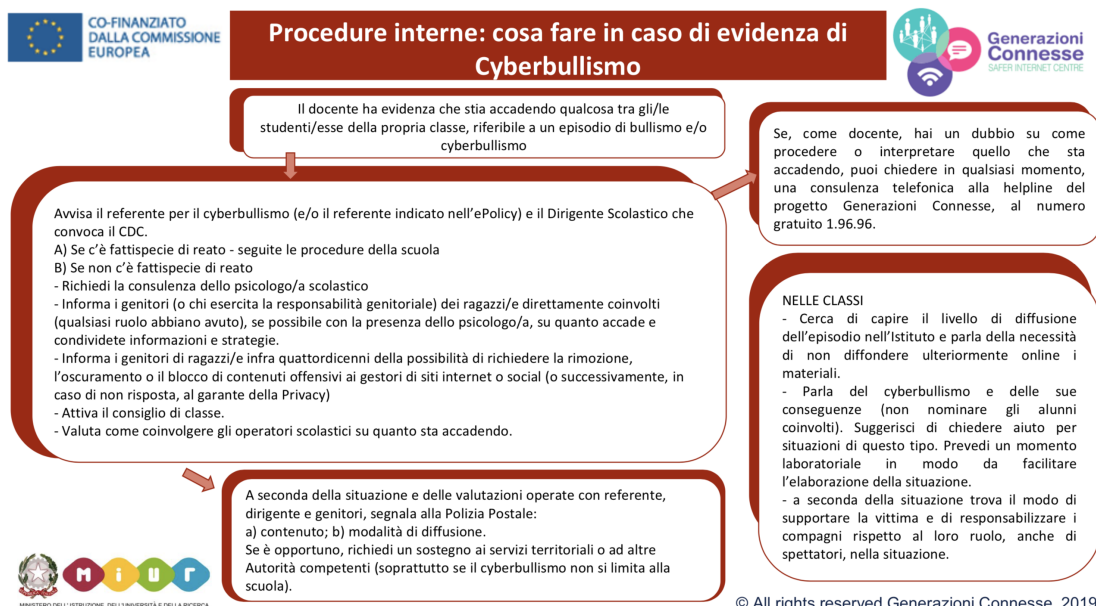 CO-FINANZIATO
DALLA COMMISSIONE
EUROPEA
Procedure interne: cosa fare in caso di evidenza di
Cyberbullismo
Generazioni
Connesse
SAFER INTERNET CENTRE
Il docente ha evidenza che stia accadendo qualcosa tra gli/le
studenti/esse della propria classe, riferibile a un episodio di bullismo e/o
cyberbullismo
Avvisa il referente per il cyberbullismo (e/o il referente indicato nell'ePolicy) e il Dirigente Scolastico che
convoca il CDC.
A) Se c'è fattispecie di reato - seguite le procedure della scuola
B) Se non c'è fattispecie di reato
- Richiedi la consulenza dello psicologo/a scolastico
- Informa i genitori (o chi esercita la responsabilità genitoriale) dei ragazzi/e direttamente coinvolti
(qualsiasi ruolo abbiano avuto), se possibile con la presenza dello psicologo/a, su quanto accade e
condividete informazioni e strategie.
- Informa i genitori di ragazzi/e infra quattordicenni della possibilità di richiedere la rimozione,
l'oscuramento o il blocco di contenuti offensivi ai gestori di siti internet o social (o successivamente, in
caso di non risposta, al garante della Privacy)
- Attiva il consiglio di classe.
- Valuta come coinvolgere gli operatori scolastici su quanto sta accadendo.
Se, come docente, hai un dubbio su come
procedere o interpretare quello che sta
accadendo, puoi chiedere in qualsiasi momento,
una consulenza telefonica alla helpline del
progetto Generazioni Connesse, al numero
gratuito 1.96.96.
NELLE CLASSI
- Cerca di capire il livello di diffusione
dell'episodio nell'Istituto e parla della necessità
di non diffondere ulteriormente online i
materiali.
- Parla del cyberbullismo e delle sue
conseguenze (non nominare gli alunni
coinvolti). Suggerisci di chiedere aiuto per
situazioni di questo tipo. Prevedi un momento
laboratoriale in modo da facilitare
l'elaborazione della situazione.
- a seconda della situazione trova il modo di
supportare la vittima e di responsabilizzare i
compagni rispetto al loro ruolo, anche di
spettatori, nella situazione.
A seconda della situazione e delle valutazioni operate con referente,
dirigente e genitori, segnala alla Polizia Postale:
a) contenuto; b) modalità di diffusione.
Se è opportuno, richiedi un sostegno ai servizi territoriali o ad altre
Autorità competenti (soprattutto se il cyberbullismo non si limita alla
scuola).
miur
MINISTERO DELL'ISTRUZIONE, DELL'UNIVERSITÀ E DELLA RICERCA
© All rights reserved Generazioni Connesse, 2019